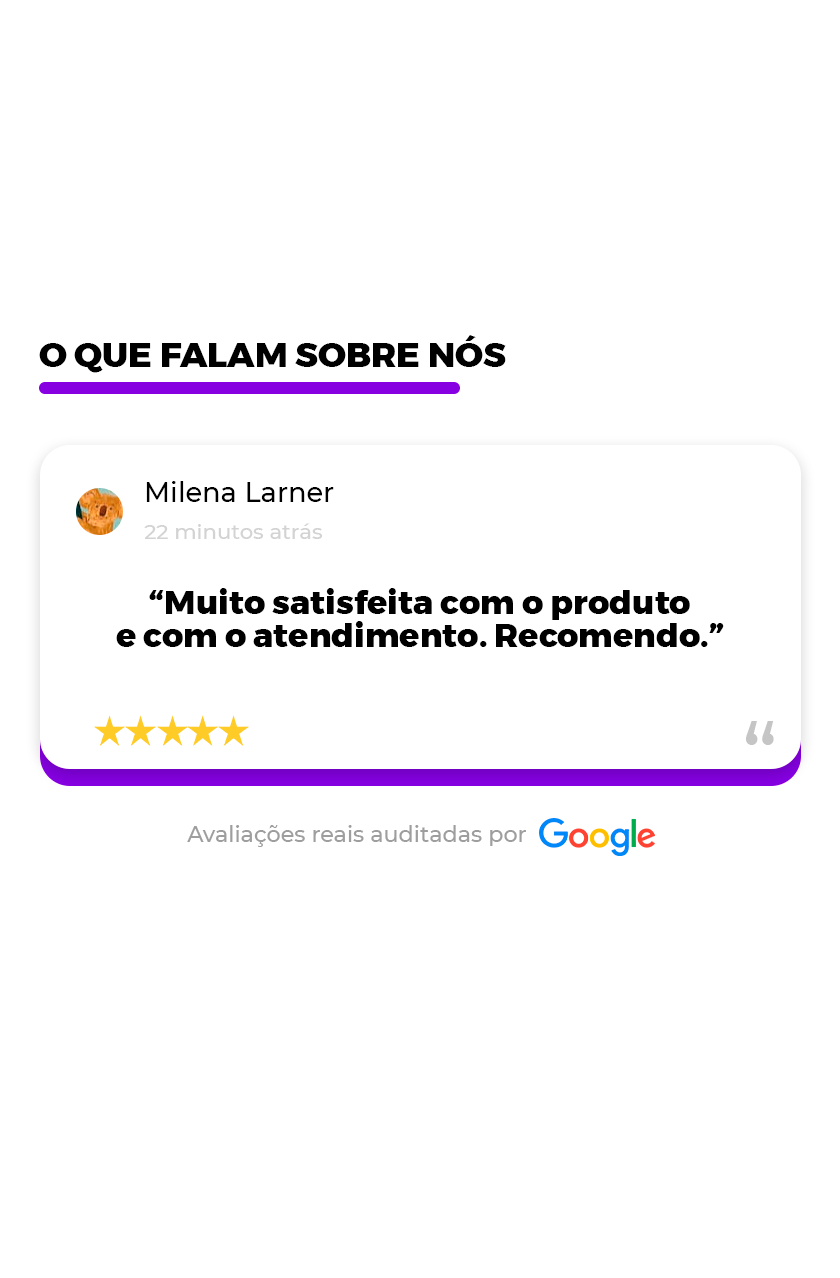 O QUE FALAM SOBRE NÓS
Milena Larner
22 minutos atrás
“Muito satisfeita com o produto
e com o atendimento. Recomendo.”
“
Avaliações reais auditadas por Google